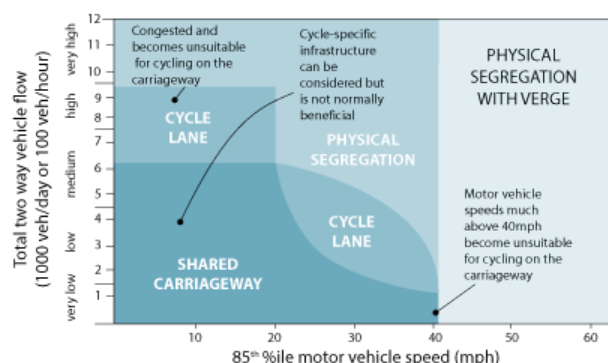 Total two way vehicle flow
(1000 veh/day or 100 veh/hour)
very high
high
medium
low
very low
12
11
10
9
8
7
6
5
4
3
2
1
Congested and
becomes unsuitable
for cycling on the
carriageway
Cycle-specific
infrastructure
can be
considered but
is not normally
beneficial
PHYSICAL
SEGREGATION
WITH VERGE
CYCLE
LANE
PHYSICAL
SEGREGATION
Motor vehicle
speeds much
above 40mph
become unsuitable
for cycling on the
carriageway
CYCLE
LANE
SHARED
CARRIAGEWAY
10
20
30
40
50
60
85th %ile motor vehicle speed (mph)